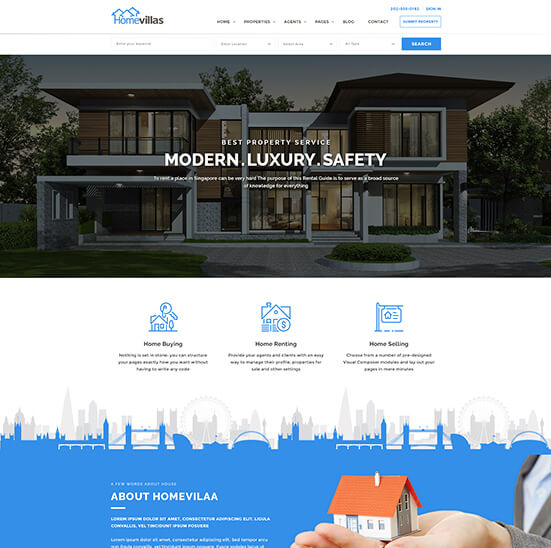 Homevillas
202-555-0162 SIGN IN
HOME PROPERTIES AGENTS PAGES BLOG CONTACT SUBMIT PROPERTY
Enter your keyword Enter Location Select Area All Type SEARCH
BEST PROPERTY SERVICE
MODERN.LUXURY.SAFETY
To rent a place in Singapore can be very hard The purpose of this Rental Guide is to serve as a broad source
of knowledge for everything
Home Buying
Nothing is set in stone: you can structure
your pages exactly how you want without
having to write any code
Home Renting
Provide your agents and clients with an easy
way to manage their profile, properties for
sale and other settings
Home Selling
Choose from a number of pre-designed
Visual Composer modules and lay out your
pages in mere minutes
A FEW WORDS ABOUT HOUSE
ABOUT HOMEVILAA
LOREM IPSUM DOLOR SIT AMET, CONSECTETUR ADIPISCING ELIT. LIGULA
CONVALLIS, VEL TINCIDUNT IPSUM POSUERE
Lorem ipsum dolor sit amet, consectetur adipiscing elit. In sed